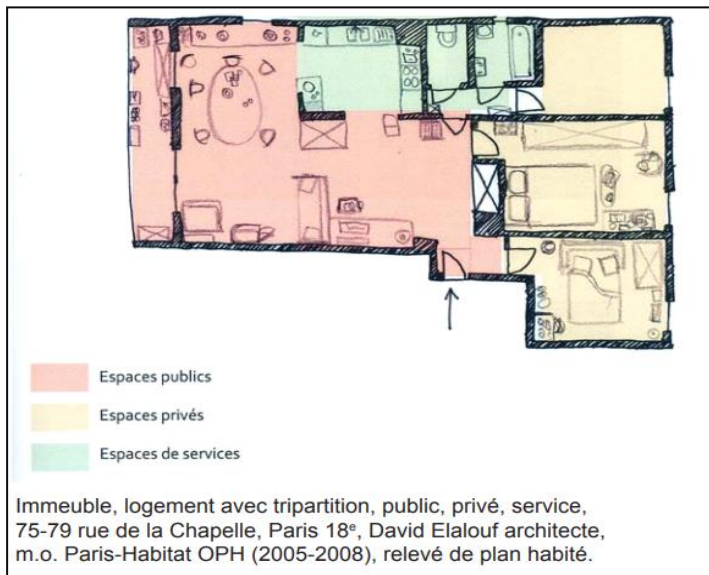 Espaces publics
Espaces privés
Espaces de services
Immeuble, logement avec tripartition, public, privé, service,
75-79 rue de la Chapelle, Paris 18e, David Elalouf architecte,
m.o. Paris-Habitat OPH (2005-2008), relevé de plan habité.